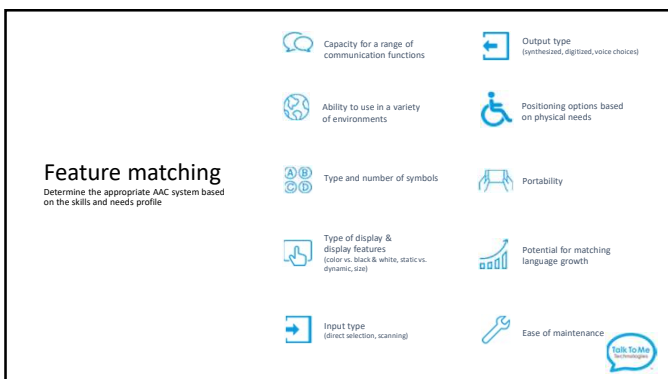 Feature matching
Determine the appropriate AAC system based
on the skills and needs profile
Capacity for a range of
communication functions
Output type
(synthesized, digitized, voice choices)
Ability to use in a variety
of environments
Positioning options based
on physical needs
A B
C D
Type and number of symbols
Portability
Type of display &
display features
(color vs. black & white, static vs.
dynamic, size)
Potential for matching
language growth
Input type
(direct selection, scanning)
Ease of maintenance
Talk To Me
Technologies